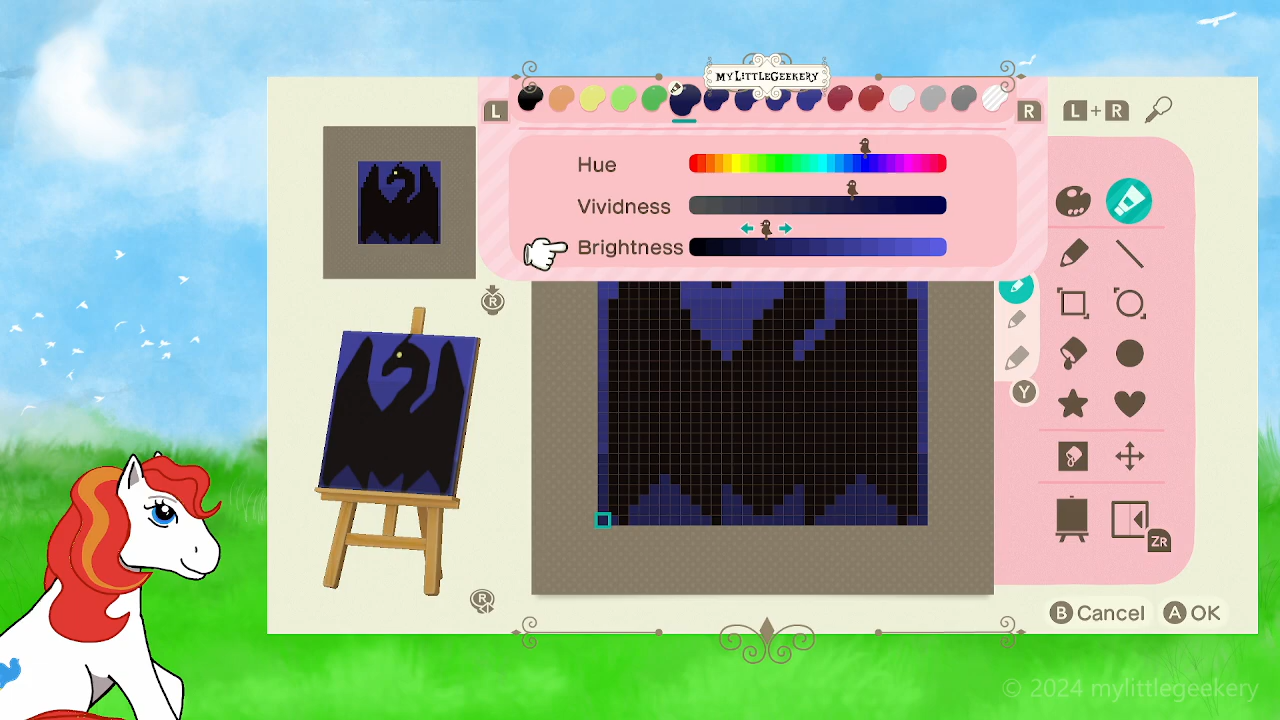 MYLITTLEGEEKERY
L
R
L + R
Hue
Vividness
Brightness
R
Y
R
ZR
B Cancel A OK
© 2024 mylittlegeekery